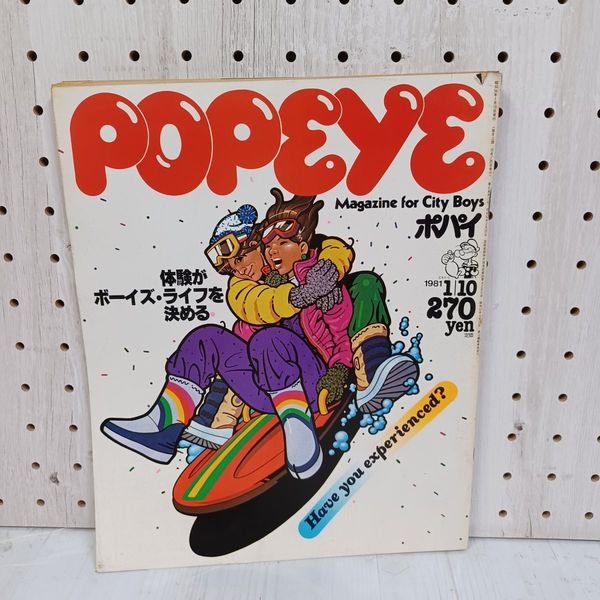 POPEYE
Magazine for City Boys
ポパイ
体験が
ボーイズ・ライフを
決める
1981 1/10
270
yen
Have you experienced?